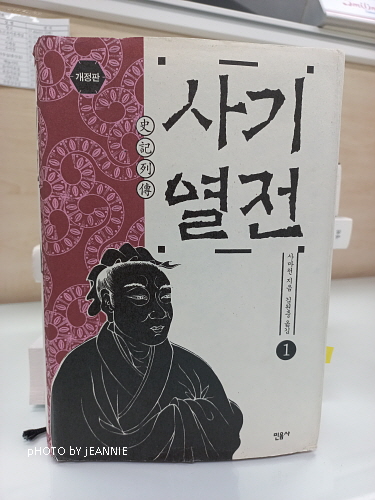 개정판
사기
열전
史記列傳
사마천 지음 김원중 옮김
1
민음사
pHOTO BY jEANNIE